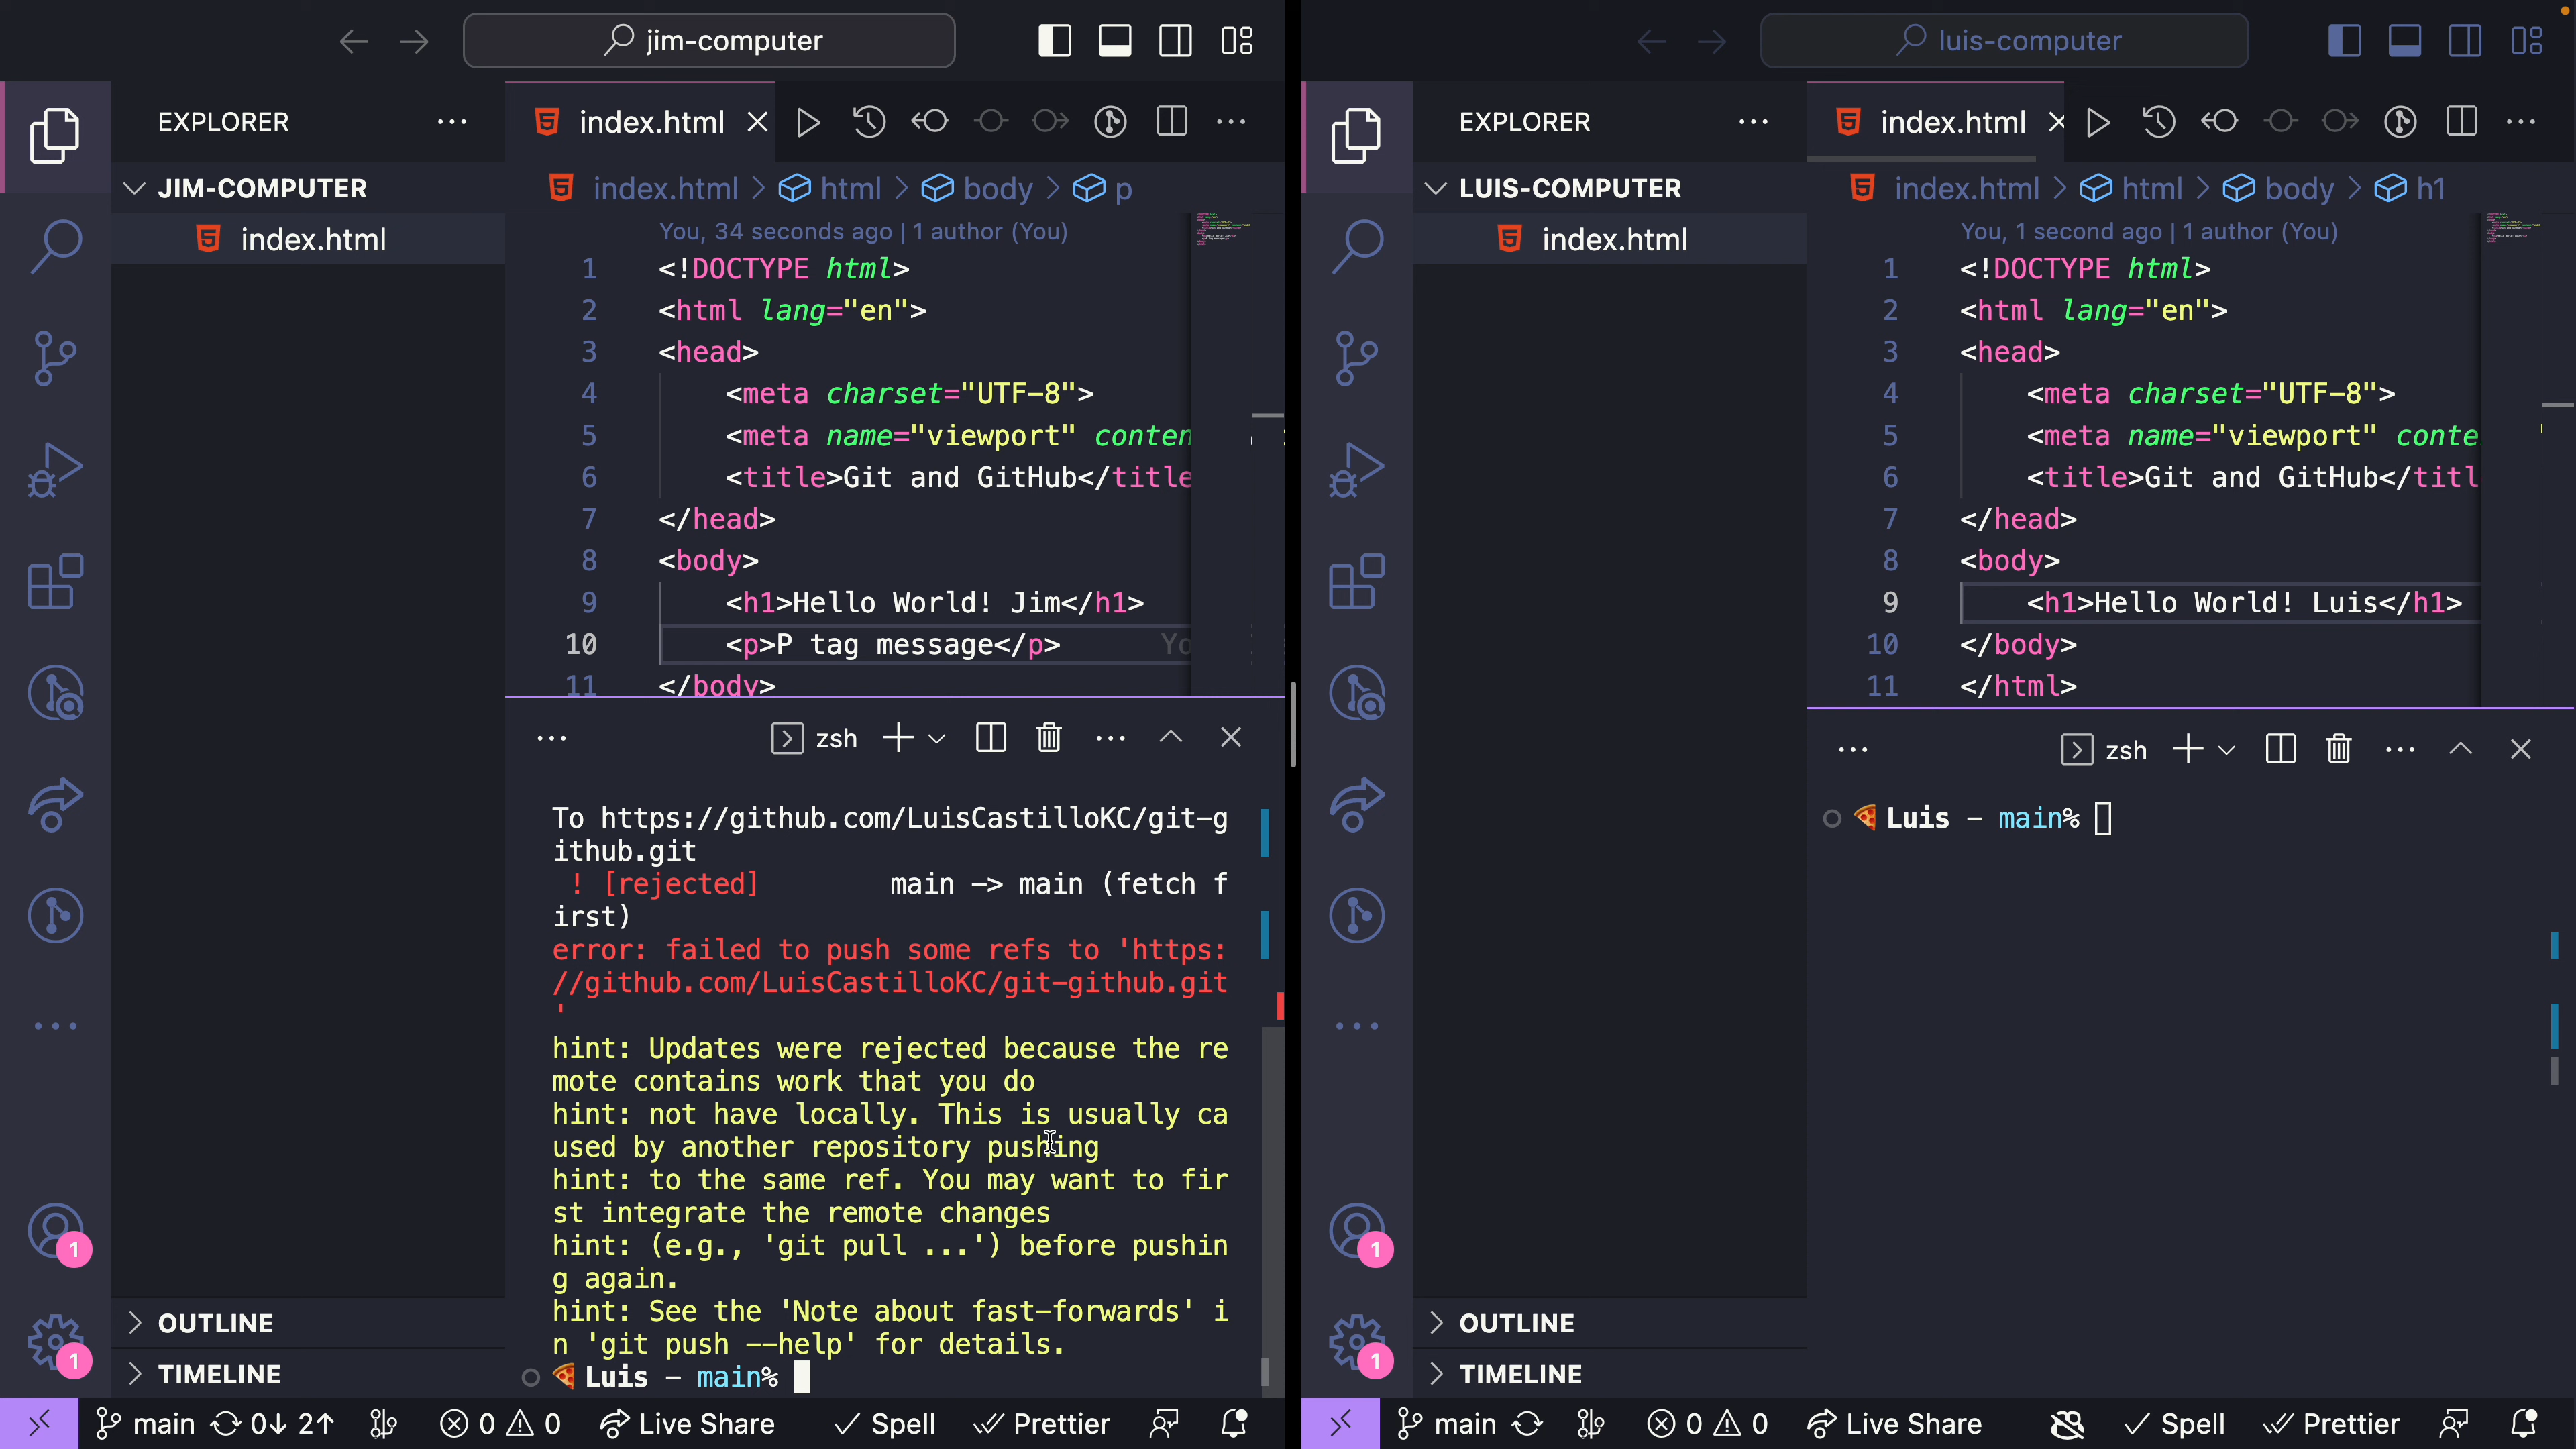 jim-computer
EXPLORER
index.html
JIM-COMPUTER
index.html
index.html > html > body > p
You, 34 seconds ago | 1 author (You)
1 <!DOCTYPE html>
2 <html lang="en">
3 <head>
4 <meta charset="UTF-8">
5 <meta name="viewport" conten
6 <title>Git and GitHub</title
7 </head>
8 <body>
9 <h1>Hello World! Jim</h1>
10 <p>P tag message</p> Yo
11 </body>
zsh
To https://github.com/LuisCastilloKC/git-g
ithub.git
! [rejected] main -> main (fetch f
irst)
error: failed to push some refs to 'https:
//github.com/LuisCastilloKC/git-github.git
'
hint: Updates were rejected because the re
mote contains work that you do
hint: not have locally. This is usually ca
used by another repository pushing
hint: to the same ref. You may want to fir
st integrate the remote changes
hint: (e.g., 'git pull ...') before pushin
g again.
hint: See the 'Note about fast-forwards' i
n 'git push --help' for details.
Luis - main%
1
1
OUTLINE
TIMELINE
main 0↓ 2↑ 0 0 Live Share Spell Prettier
luis-computer
EXPLORER
index.html
LUIS-COMPUTER
index.html
index.html > html > body > h1
You, 1 second ago | 1 author (You)
1 <!DOCTYPE html>
2 <html lang="en">
3 <head>
4 <meta charset="UTF-8">
5 <meta name="viewport" conte
6 <title>Git and GitHub</titl
7 </head>
8 <body>
9 <h1>Hello World! Luis</h1>
10 </body>
11 </html>
zsh
Luis - main%
1
1
OUTLINE
TIMELINE
main 0 0 Live Share Spell Prettier